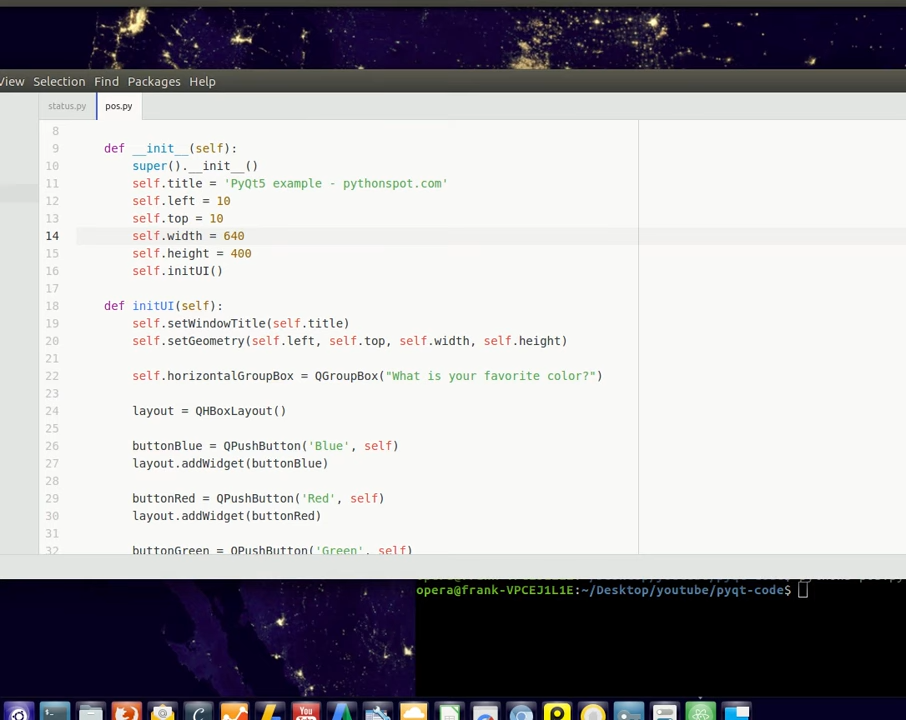 View Selection Find Packages Help
status.py pos.py
8
9 def __init__(self):
10 super().__init__()
11 self.title = 'PyQt5 example - pythonspot.com'
12 self.left = 10
13 self.top = 10
14 self.width = 640
15 self.height = 400
16 self.initUI()
17
18 def initUI(self):
19 self.setWindowTitle(self.title)
20 self.setGeometry(self.left, self.top, self.width, self.height)
21
22 self.horizontalGroupBox = QGroupBox("What is your favorite color?")
23
24 layout = QHBoxLayout()
25
26 buttonBlue = QPushButton('Blue', self)
27 layout.addWidget(buttonBlue)
28
29 buttonRed = QPushButton('Red', self)
30 layout.addWidget(buttonRed)
31
32 buttonGreen = QPushButton('Green', self)
opera@frank-VPCEJ1L1E:~/Desktop/youtube/pyqt-code$
You